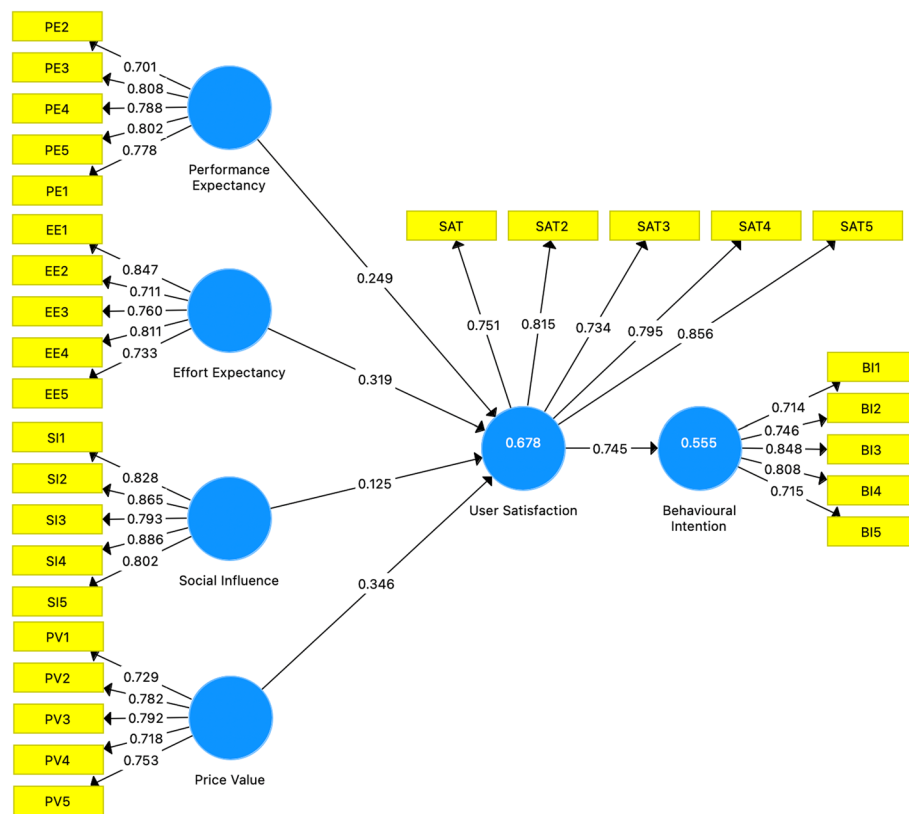 PE2
PE3
PE4
PE5
PE1
0.701
0.808
0.788
0.802
0.778
Performance
Expectancy
EE1
EE2
EE3
EE4
EE5
0.847
0.711
0.760
0.811
0.733
Effort Expectancy
SI1
SI2
SI3
SI4
SI5
0.828
0.865
0.793
0.886
0.802
Social Influence
PV1
PV2
PV3
PV4
PV5
0.729
0.782
0.792
0.718
0.753
Price Value
0.249
0.319
0.125
0.346
SAT
SAT2
SAT3
SAT4
SAT5
0.751
0.815
0.734
0.795
0.856
0.678
User Satisfaction
0.745
0.555
Behavioural
Intention
0.714
0.746
0.848
0.808
0.715
BI1
BI2
BI3
BI4
BI5